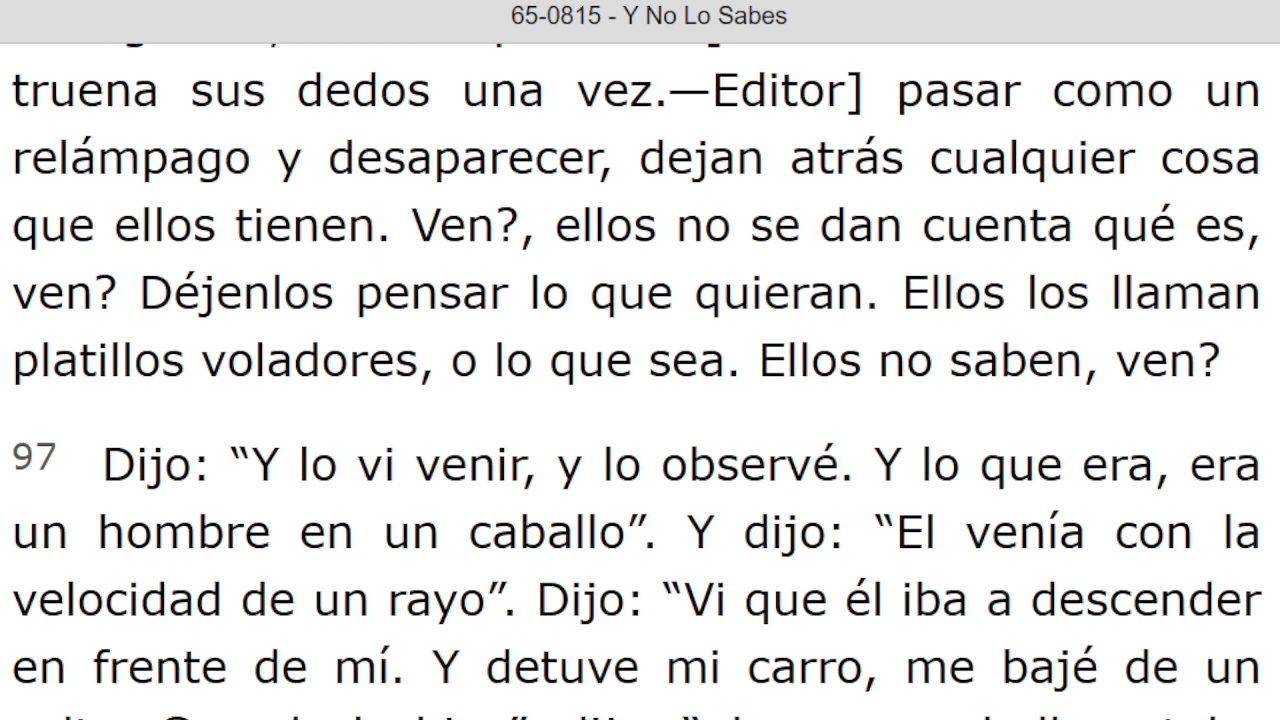 65-0815 - Y No Lo Sabes
truena sus dedos una vez.—Editor] pasar como un
relámpago y desaparecer, dejan atrás cualquier cosa
que ellos tienen. Ven?, ellos no se dan cuenta qué es,
ven? Déjenlos pensar lo que quieran. Ellos los llaman
platillos voladores, o lo que sea. Ellos no saben, ven?
97 Dijo: “Y lo vi venir, y lo observé. Y lo que era, era
un hombre en un caballo”. Y dijo: “El venía con la
velocidad de un rayo”. Dijo: “Vi que él iba a descender
en frente de mí. Y detuve mi carro, me bajé de un